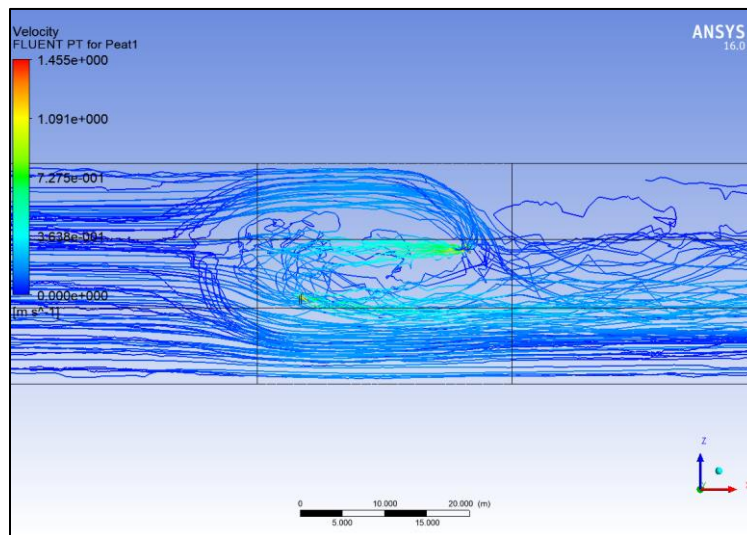 Velocity
FLUENT PT for Peat1
1.455e+000
1.091e+000
7.275e-001
3.638e-001
0.000e+000
[m s^-1]
ANSYS
16.0
Z
Y
X
0 10.000 20.000 (m)
5.000 15.000